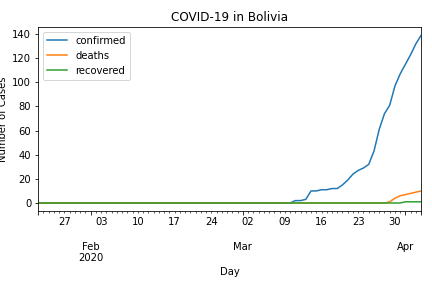 COVID-19 in Bolivia
confirmed
deaths
recovered
140
120
100
80
60
40
20
0
Number of Cases
27 03 10 17 24 02 09 16 23 30
Feb Mar Apr
2020
Day